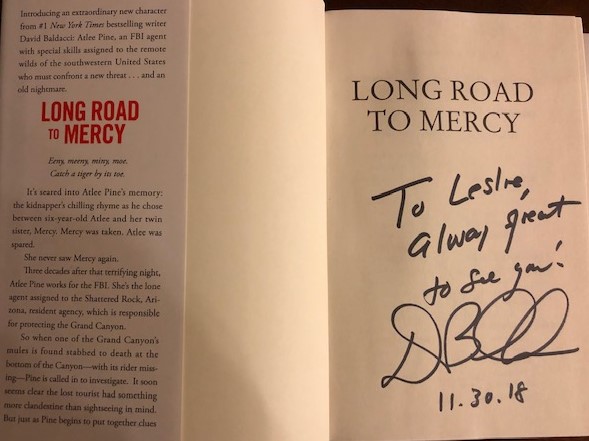 Introducing an extraordinary new character
from #1 New York Times bestselling writer
David Baldacci: Atlee Pine, an FBI agent
with special skills assigned to the remote
wilds of the southwestern United States
who must confront a new threat . . . and an
old nightmare.
LONG ROAD
TO MERCY
Eeny, meeny, miny, moe.
Catch a tiger by its toe.
It's seared into Atlee Pine's memory:
the kidnapper's chilling rhyme as he chose
between six-year-old Atlee and her twin
sister, Mercy. Mercy was taken. Atlee was
spared.
She never saw Mercy again.
Three decades after that terrifying night,
Atlee Pine works for the FBI. She's the lone
agent assigned to the Shattered Rock, Ari-
zona, resident agency, which is responsible
for protecting the Grand Canyon.
So when one of the Grand Canyon's
mules is found stabbed to death at the
bottom of the Canyon—with its rider miss-
ing—Pine is called in to investigate. It soon
seems clear the lost tourist had something
more clandestine than sightseeing in mind.
But just as Pine begins to put together clues
LONG ROAD
TO MERCY
To Leslie,
Always great
to see you!
DB
11.30.18